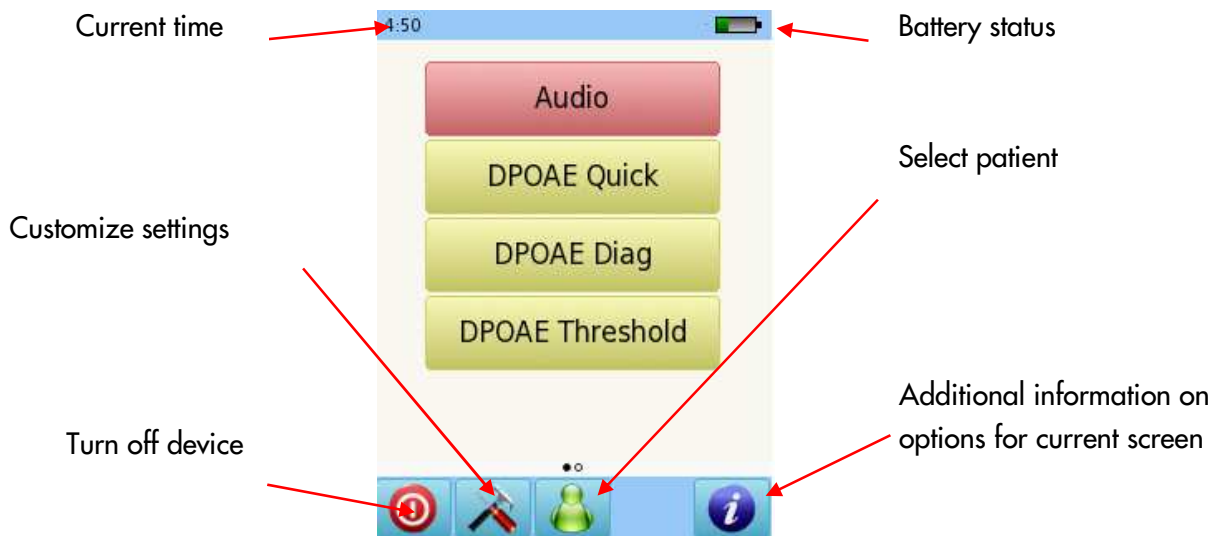 Current time
4:50
Battery status
Audio
Select patient
DPOAE Quick
Customize settings
DPOAE Diag
DPOAE Threshold
Additional information on
options for current screen
Turn off device
i